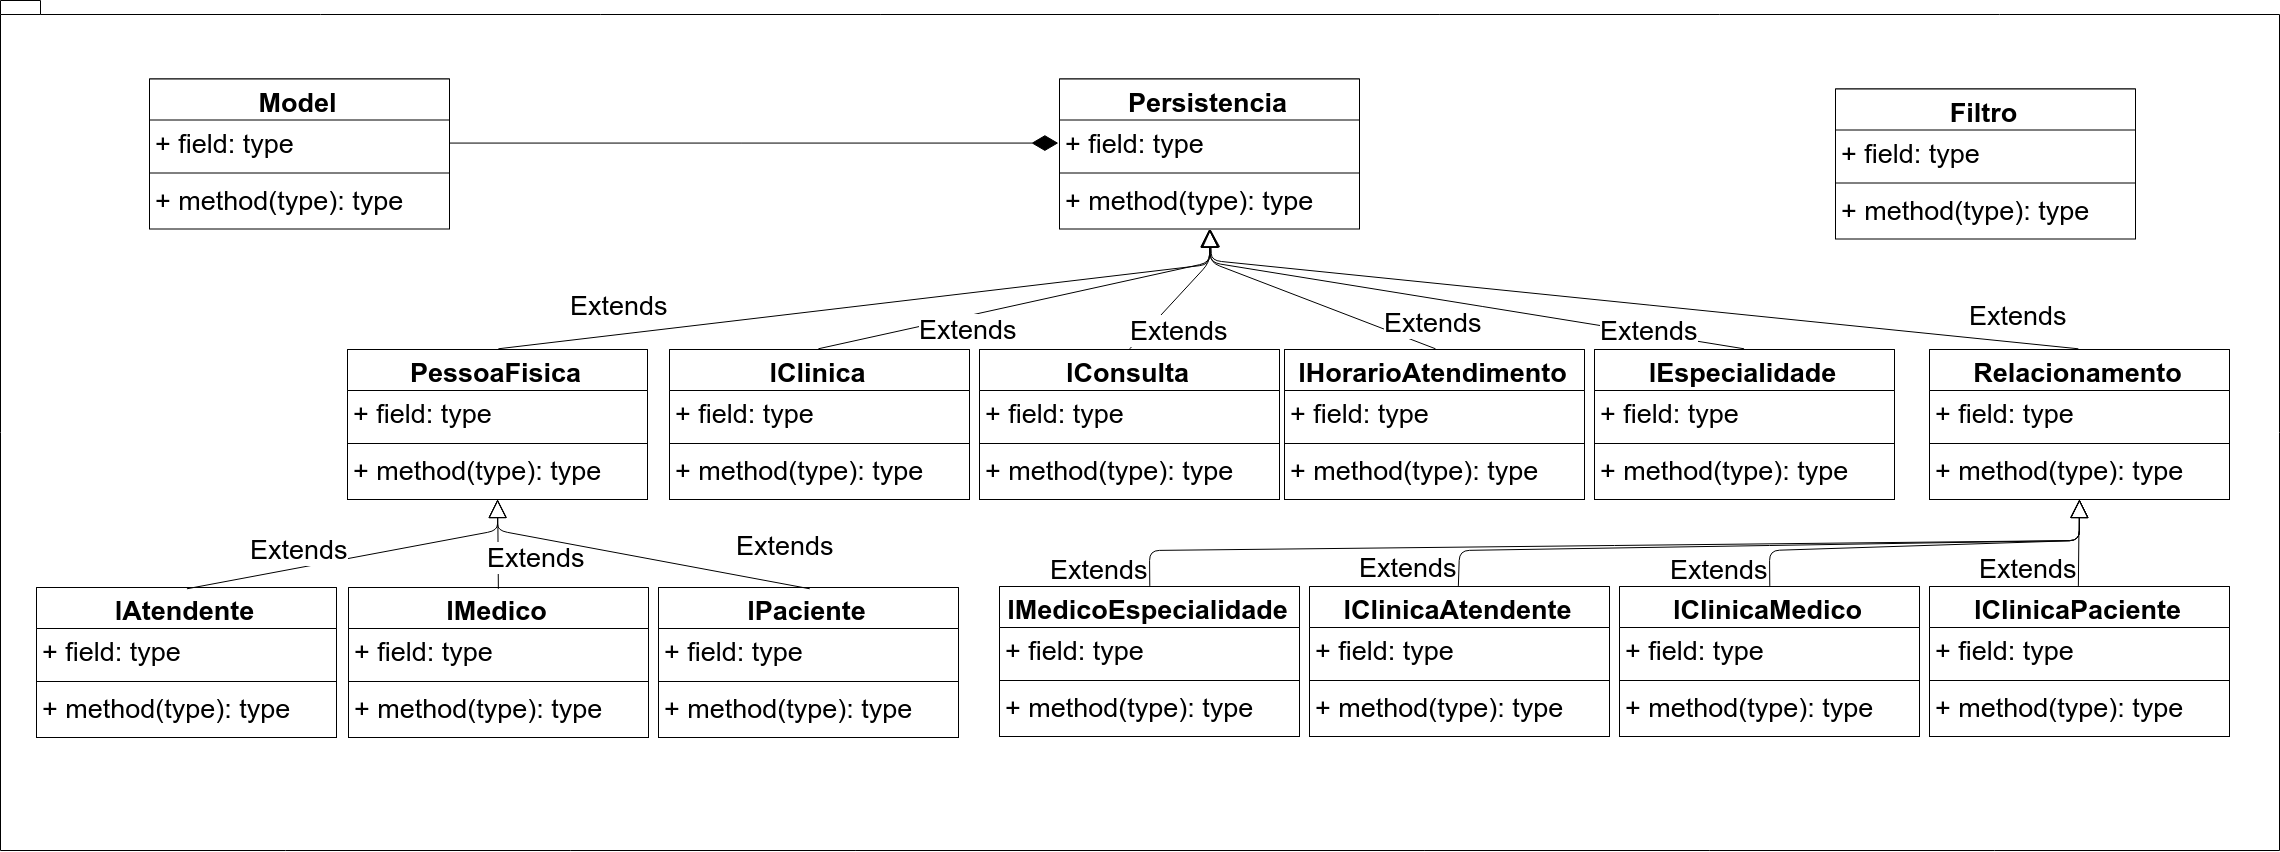 Model
+ field: type
+ method(type): type
Persistencia
+ field: type
+ method(type): type
Filtro
+ field: type
+ method(type): type
Extends
Extends
Extends
Extends
Extends
Extends
PessoaFisica
+ field: type
+ method(type): type
IClinica
+ field: type
+ method(type): type
IConsulta
+ field: type
+ method(type): type
IHorarioAtendimento
+ field: type
+ method(type): type
IEspecialidade
+ field: type
+ method(type): type
Relacionamento
+ field: type
+ method(type): type
Extends
Extends
Extends
Extends
Extends
Extends
Extends
IAtendente
+ field: type
+ method(type): type
IMedico
+ field: type
+ method(type): type
IPaciente
+ field: type
+ method(type): type
IMedicoEspecialidade
+ field: type
+ method(type): type
IClinicaAtendente
+ field: type
+ method(type): type
IClinicaMedico
+ field: type
+ method(type): type
IClinicaPaciente
+ field: type
+ method(type): type